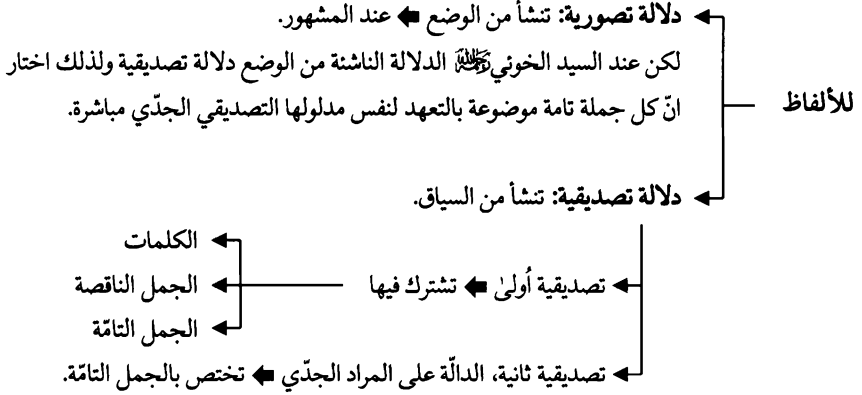 دلالة تصورية: تنشأ من الوضع عند المشهور.
لكن عند السيد الخوئي رحمه الله الدلالة الناشئة من الوضع دلالة تصديقية ولذلك اختار
للألفاظ
انّ كل جملة تامة موضوعة بالتعهد لنفس مدلولها التصديقي الجدّي مباشرة.
دلالة تصديقية: تنشأ من السياق.
الكلمات
تصديقية اُولىٰ تشترك فيها
الجمل الناقصة
الجمل التامّة
تصديقية ثانية، الدالّة على المراد الجدّي تختص بالجمل التامّة.